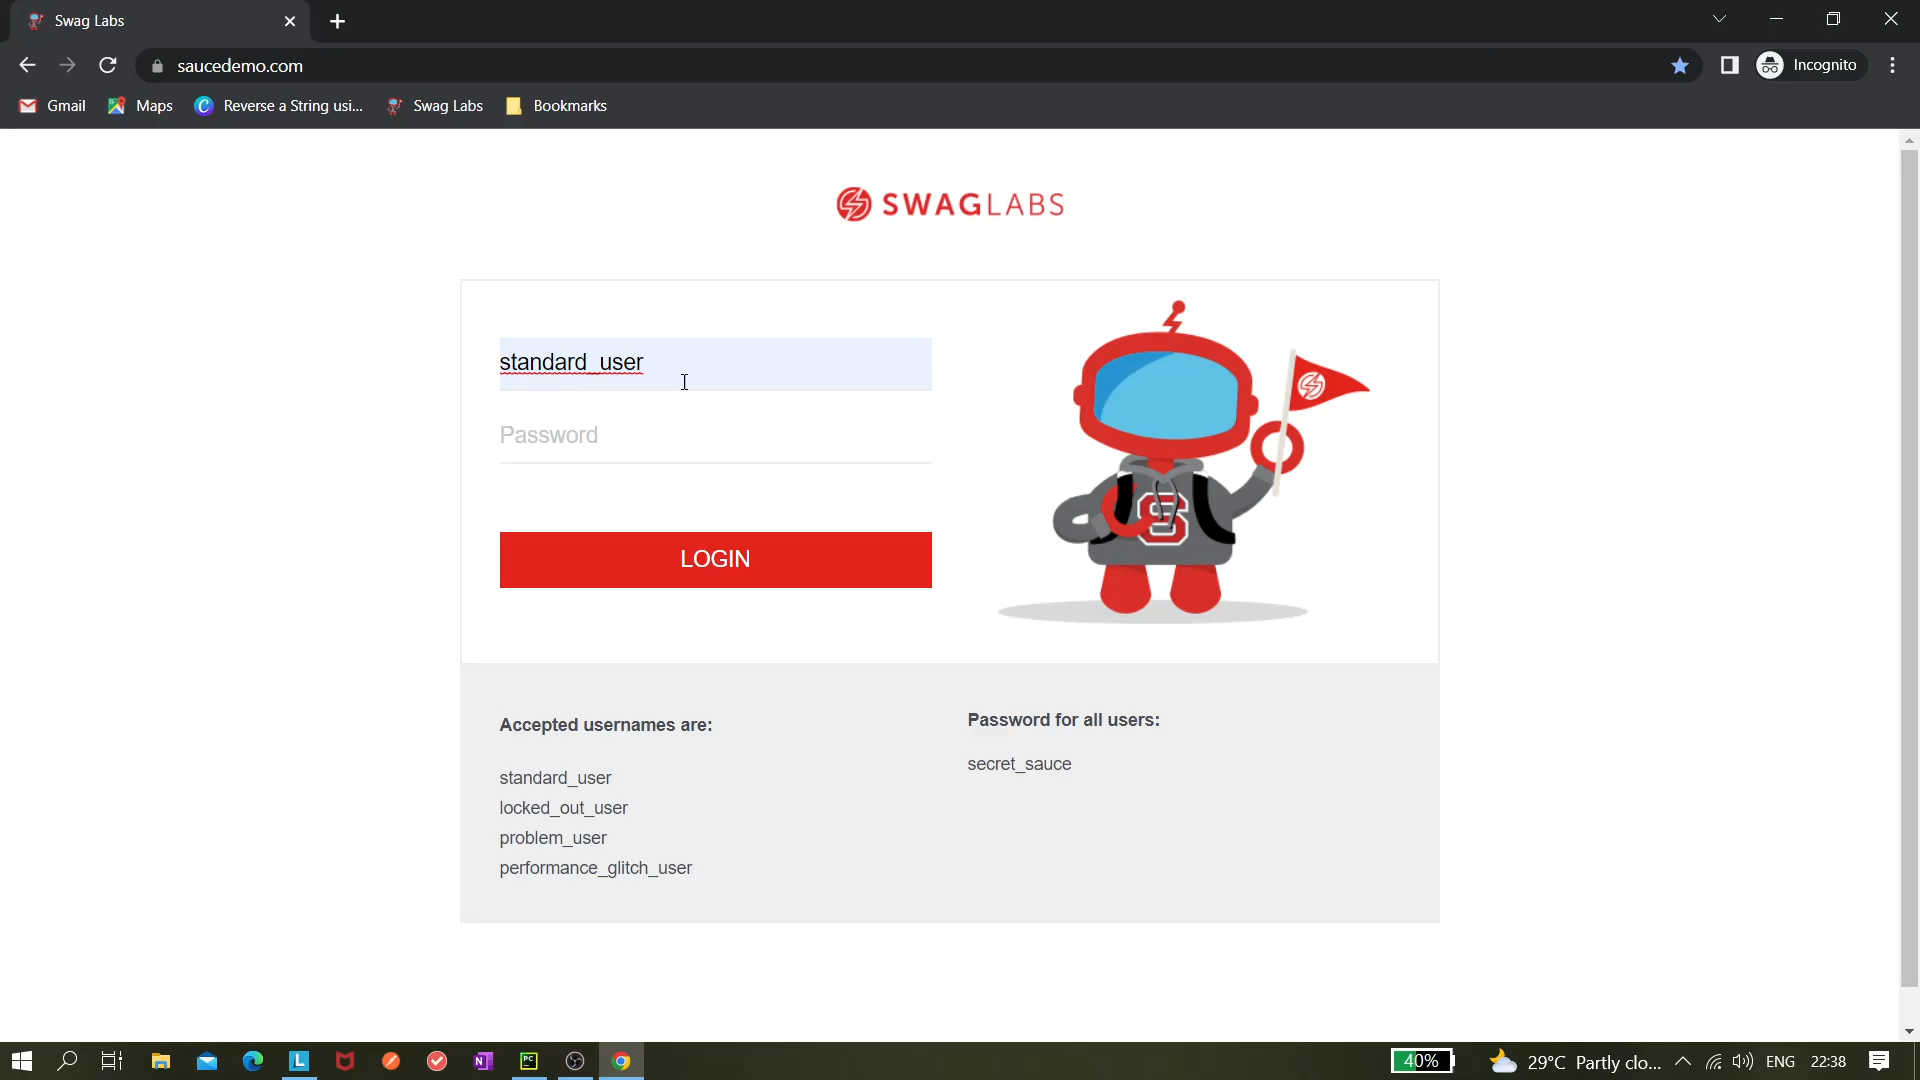 Swag Labs
saucedemo.com
Incognito
Gmail
Maps
Reverse a String usi...
Swag Labs
Bookmarks
SWAGLABS
standard_user
Password
S
LOGIN
Accepted usernames are:
standard_user
locked_out_user
problem_user
performance_glitch_user
Password for all users:
secret_sauce
L
N
PC
40%
29°C Partly clo...
ENG
22:38